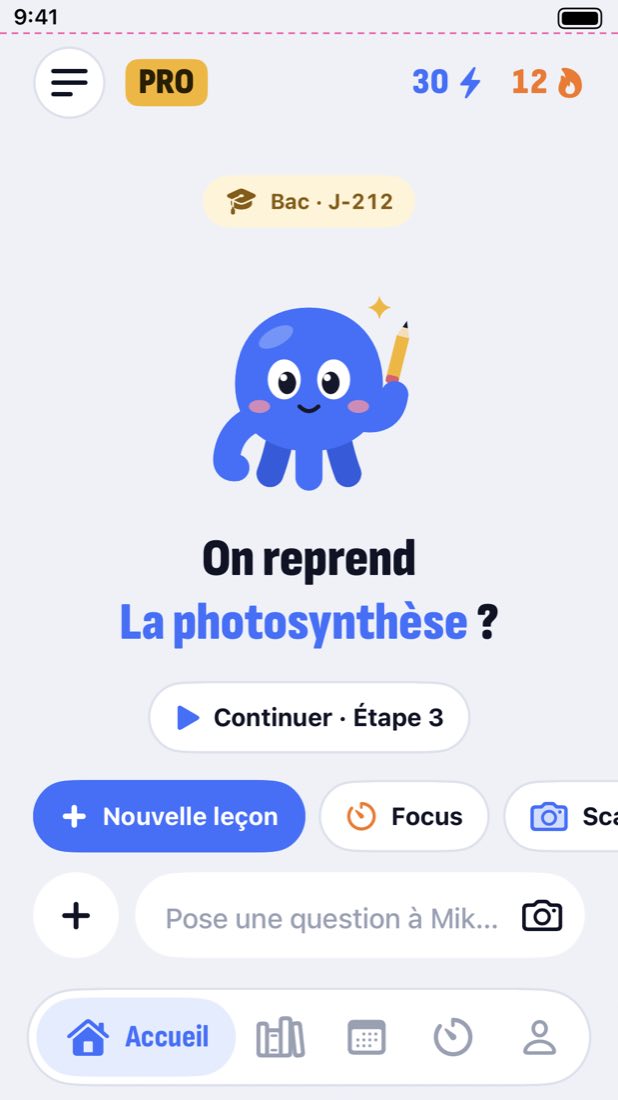 9:41
PRO
30
12
Bac · J-212
On reprend
La photosynthèse ?
Continuer · Étape 3
Nouvelle leçon
Focus
Sca
Pose une question à Mik...
Accueil